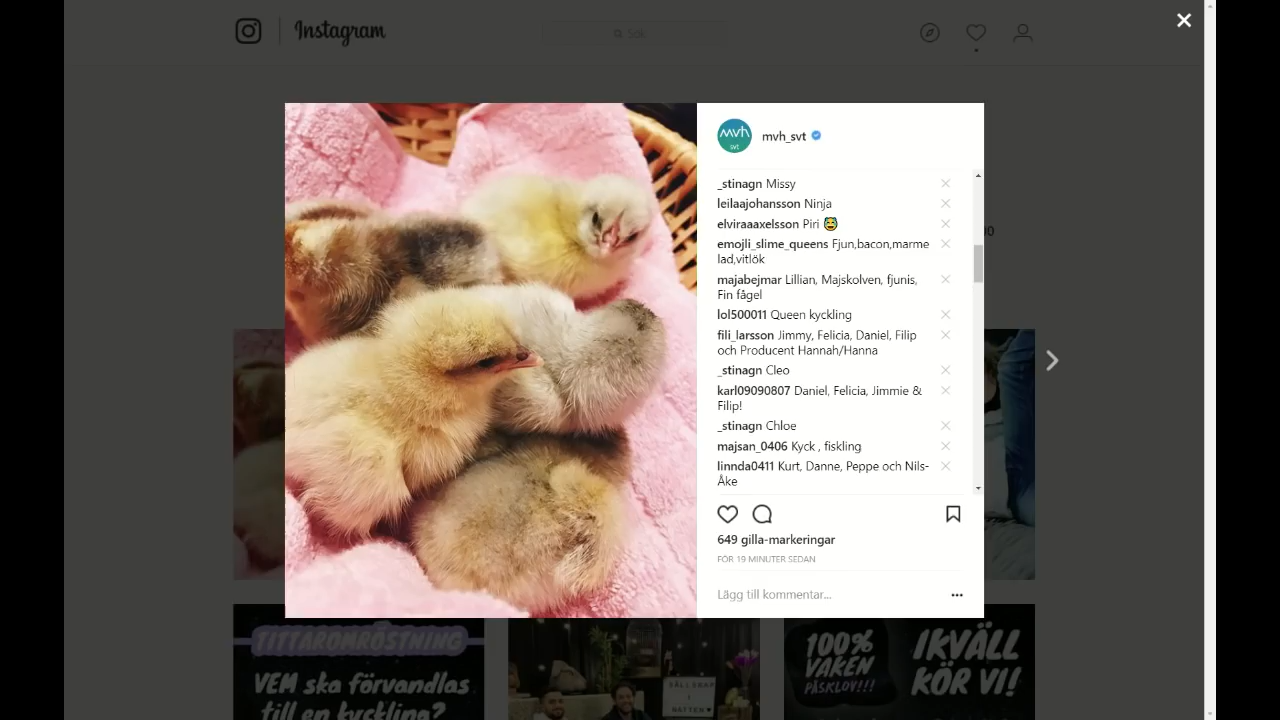 Instagram
Sök
mvh
svt
mvh_svt
_stinagn Missy
leilaajohansson Ninja
elviraaaxelsson Piri 😇
emojli_slime_queens Fjun,bacon,marme
lad,vitlök
majabejmar Lillian, Majskolven, fjunis,
Fin fågel
lol500011 Queen kyckling
fili_larsson Jimmy, Felicia, Daniel, Filip
och Producent Hannah/Hanna
_stinagn Cleo
karl09090807 Daniel, Felicia, Jimmie &
Filip!
_stinagn Chloe
majsan_0406 Kyck , fiskling
linnda0411 Kurt, Danne, Peppe och Nils-
Åke
649 gilla-markeringar
FÖR 19 MINUTER SEDAN
Lägg till kommentar...
TITTAROMRÖSTNING
VEM ska förvandlas
till en kyckling?
SÄLLSKAP
I
NATTEN
100%
VAKEN
PÅSKLOV!!!
IKVÄLL
KÖR VI!